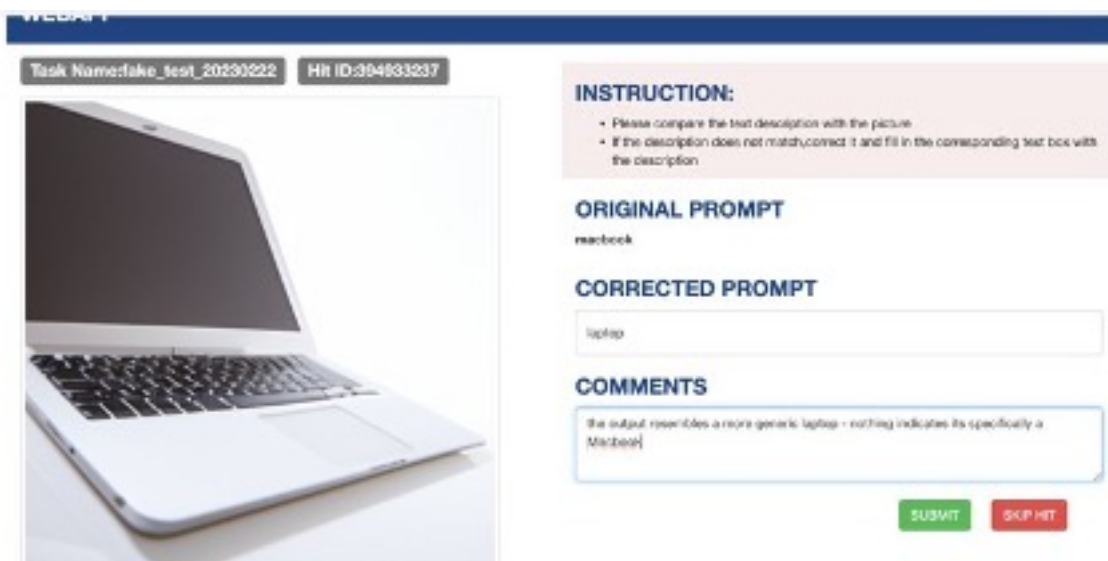 WEBAPP
Task Name:fake_test_20230222 Hit ID:394933237
INSTRUCTION:
• Please compare the text description with the picture
• If the description does not match,correct it and fill in the corresponding text box with
the description
ORIGINAL PROMPT
macbook
CORRECTED PROMPT
laptop
COMMENTS
the output resembles a more generic laptop - nothing indicates its specifically a
Macbook
SUBMIT SKIP HIT